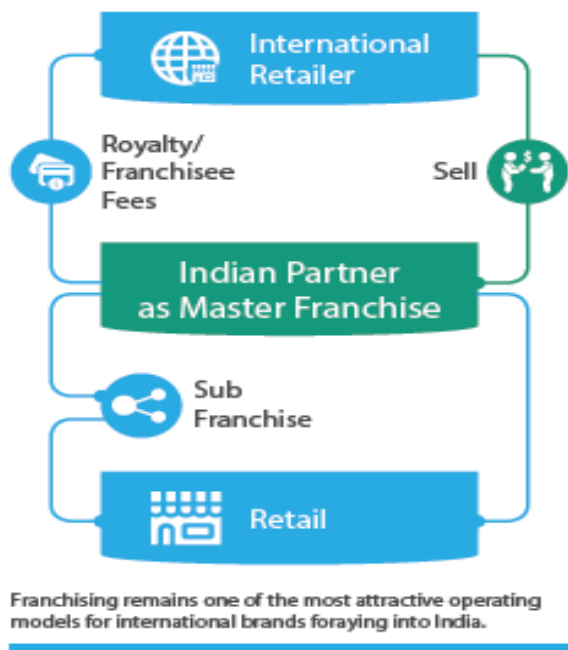 International
Retailer
Royalty/
Franchisee
Fees
Sell
$
Indian Partner
as Master Franchise
Sub
Franchise
Retail
Franchising remains one of the most attractive operating
models for international brands foraying into India.